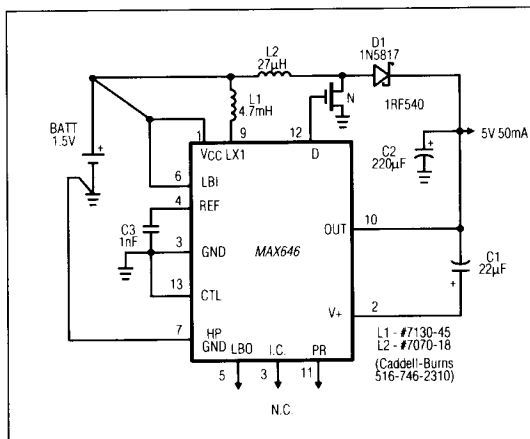 L2
27μH
D1
1N5817
L1
4.7mH
N
1RF540
BATT
1.5V
+
1
9
12
VCC
LX1
D
C2
220μF
+
5V 50mA
6
LBI
4
REF
C3
1nF
OUT
10
3
GND
MAX646
C1
22μF
+
13
CTL
V+
2
7
HP
GND
LBO
I.C.
PR
5
3
11
L1 - #7130-45
L2 - #7070-18
(Caddell-Burns
516-746-2310)
N.C.